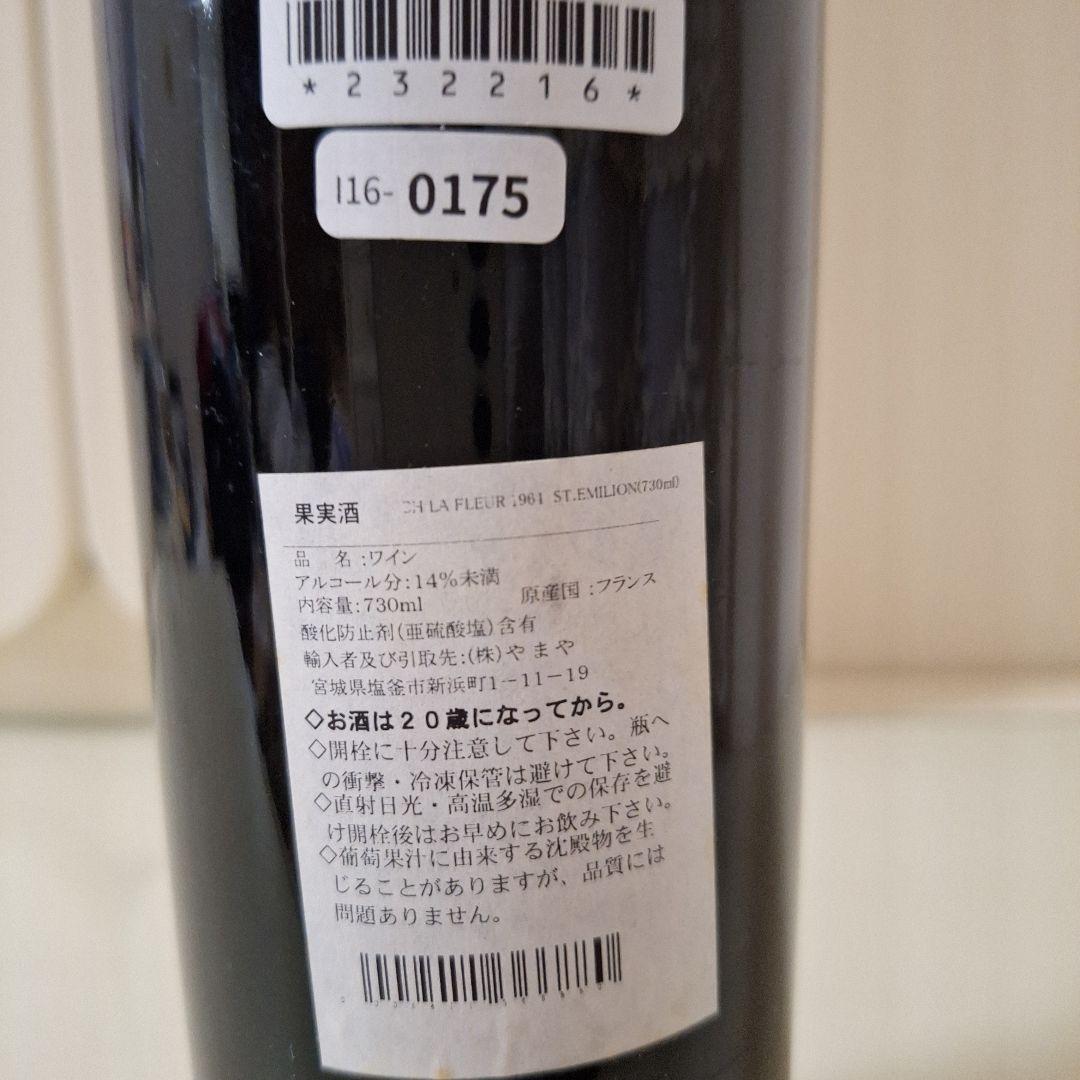 *232216*
I16- 0175
果実酒 CH LA FLEUR 1961 ST.EMILION(730ml)
品 名:ワイン
アルコール分:14%未満
内容量:730ml 原産国:フランス
酸化防止剤(亜硫酸塩)含有
輸入者及び引取先:(株)やまや
宮城県塩釜市新浜町1-11-19
◇お酒は20歳になってから。
◇開栓に十分注意して下さい。瓶へ
の衝撃・冷凍保管は避けて下さい。
◇直射日光・高温多湿での保存を避
け開栓後はお早めにお飲み下さい。
◇葡萄果汁に由来する沈殿物を生
じることがありますが、品質には
問題ありません。